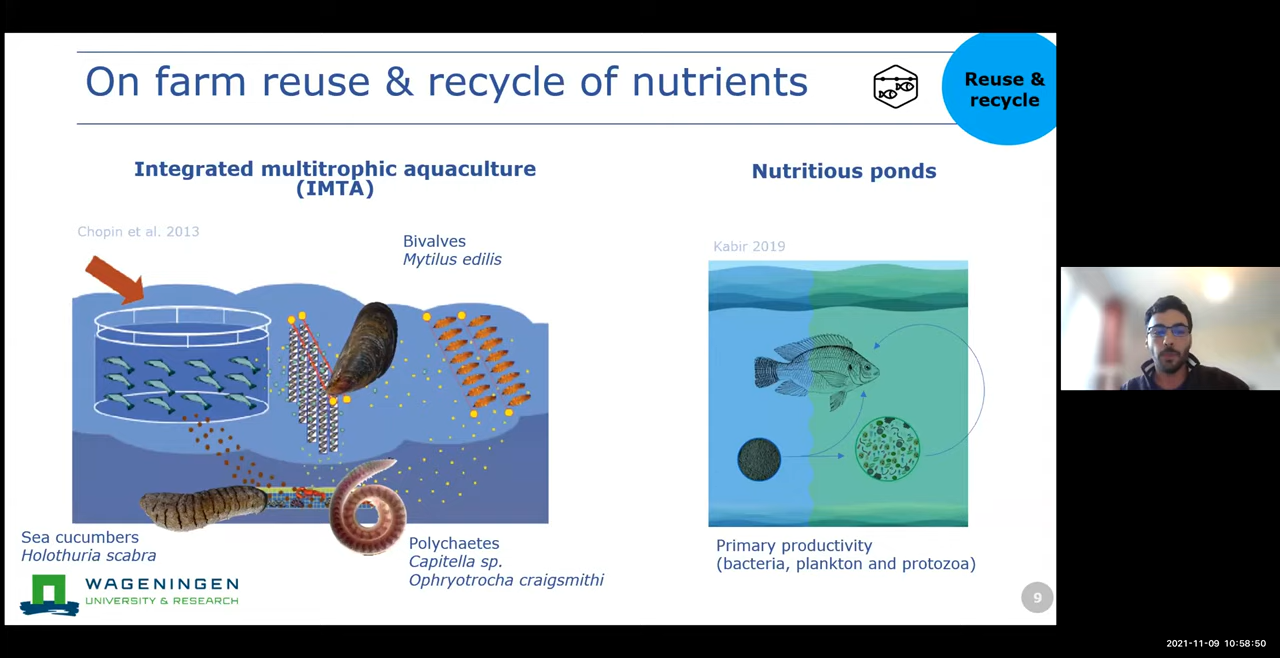 On farm reuse & recycle of nutrients
Reuse &
recycle
Integrated multitrophic aquaculture
(IMTA)
Chopin et al. 2013
Bivalves
Mytilus edilis
Sea cucumbers
Holothuria scabra
Polychaetes
Capitella sp.
Ophryotrocha craigsmithi
Nutritious ponds
Kabir 2019
Primary productivity
(bacteria, plankton and protozoa)
WAGENINGEN
UNIVERSITY & RESEARCH
9
2021-11-09 10:58:50